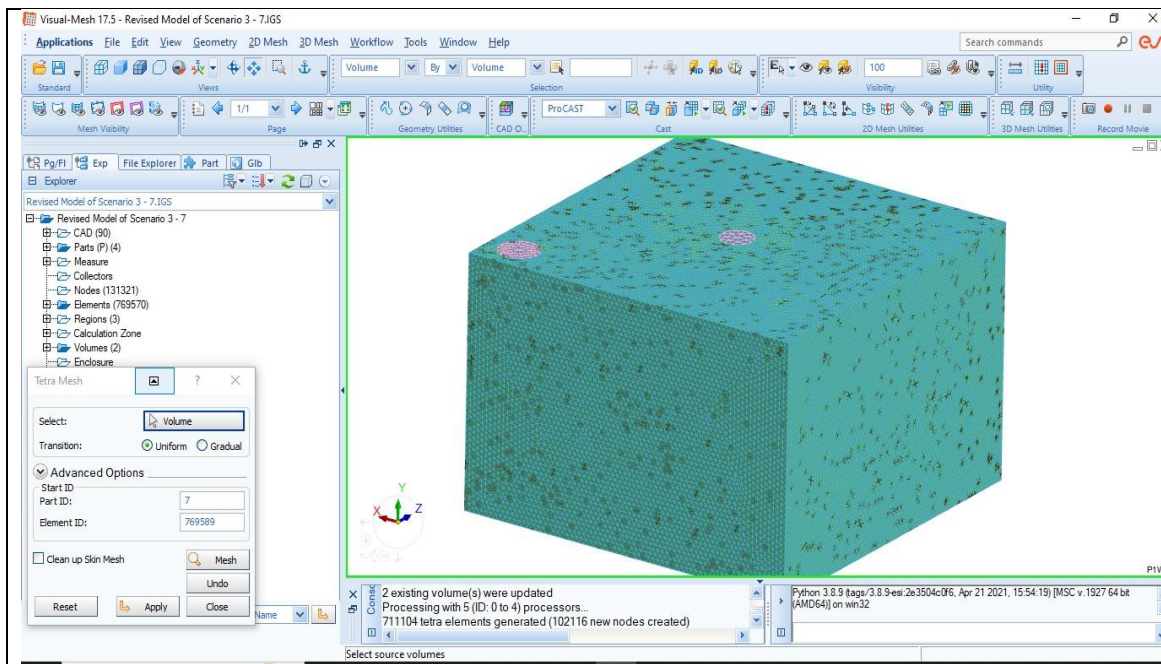 Visual-Mesh 17.5 - Revised Model of Scenario 3 - 7.IGS
Applications File Edit View Geometry 2D Mesh 3D Mesh Workflow Tools Window Help Search commands
Volume By Volume 100
Standard Views Selection Visibility Utility
1/1 ProCAST
Mesh Visibility Page Geometry Utilities CAD O... Cast 2D Mesh Utilities 3D Mesh Utilities Record Movie
Pg/Fl Exp File Explorer Part Glb
Explorer
Revised Model of Scenario 3 - 7.IGS
Revised Model of Scenario 3 - 7
CAD (90)
Parts (P) (4)
Measure
Collectors
Nodes (131321)
Elements (769570)
Regions (3)
Calculation Zone
Volumes (2)
Enclosure
Tetra Mesh ?
Select: Volume
Transition: Uniform Gradual
Advanced Options
Start ID
Part ID: 7
Element ID: 769589
Clean up Skin Mesh Mesh
Undo
Reset Apply Close
Name
Y
X Z
P1W
Conso
2 existing volume(s) were updated
Processing with 5 (ID: 0 to 4) processors...
711104 tetra elements generated (102116 new nodes created)
Python 3.8.9 (tags/3.8.9-esi:2e3504c0f6, Apr 21 2021, 15:54:19) [MSC v.1927 64 bit
(AMD64)] on win32
Select source volumes